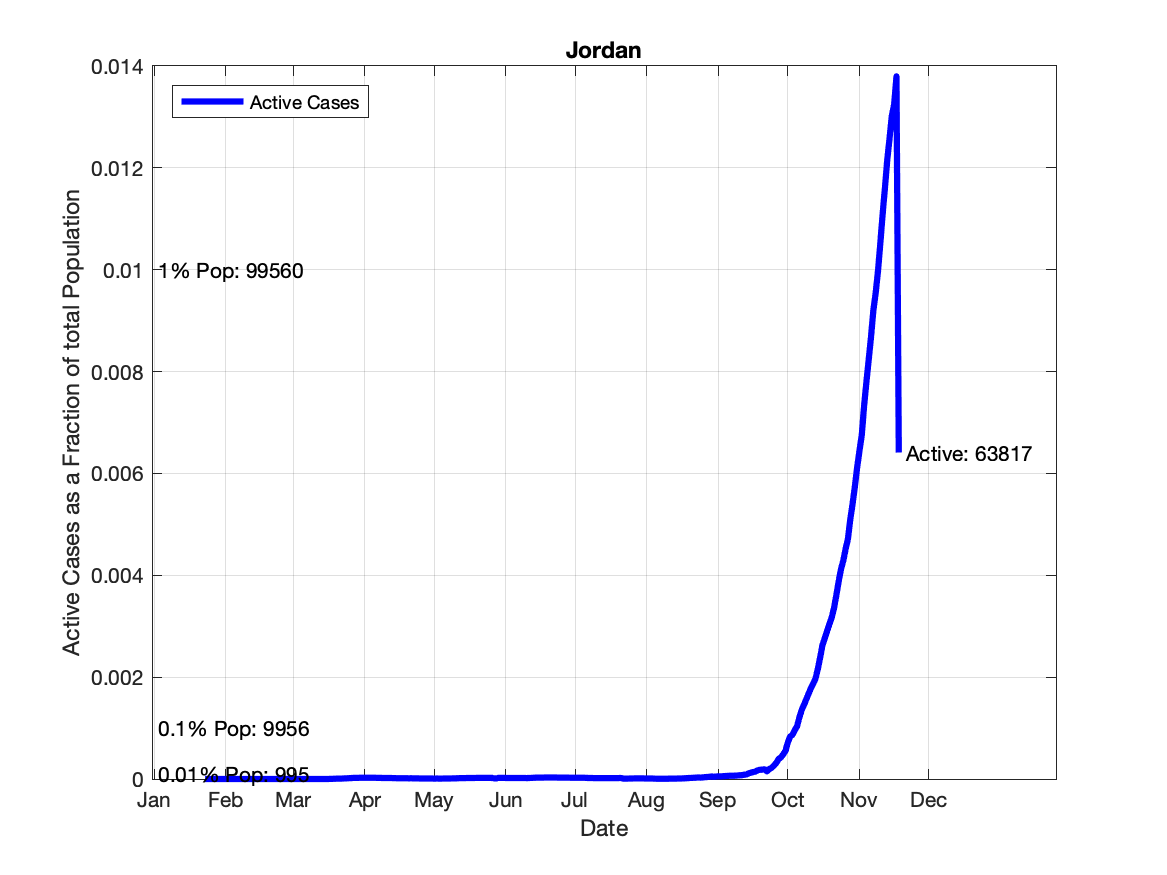 Jordan
Active Cases
Active Cases as a Fraction of total Population
0.014
0.012
0.01
0.008
0.006
0.004
0.002
0
1% Pop: 99560
0.1% Pop: 9956
0.01% Pop: 995
Active: 63817
Jan Feb Mar Apr May Jun Jul Aug Sep Oct Nov Dec
Date